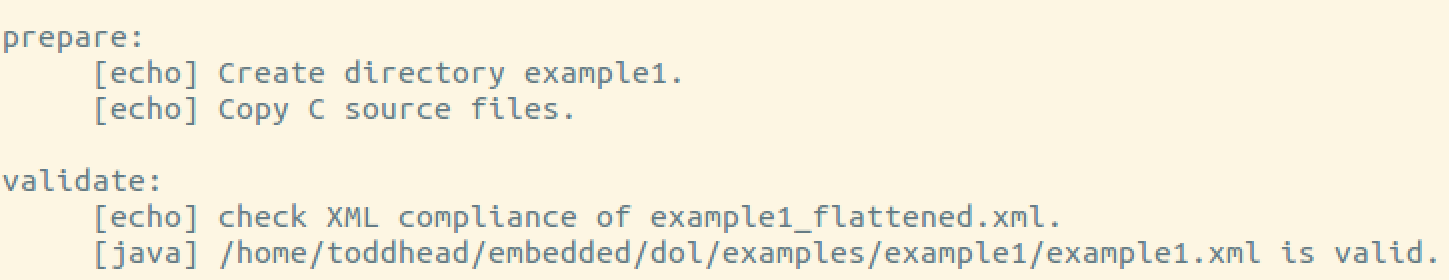 prepare:
[echo] Create directory example1.
[echo] Copy C source files.
validate:
[echo] check XML compliance of example1_flattened.xml.
[java] /home/toddhead/embedded/dol/examples/example1/example1.xml is valid.